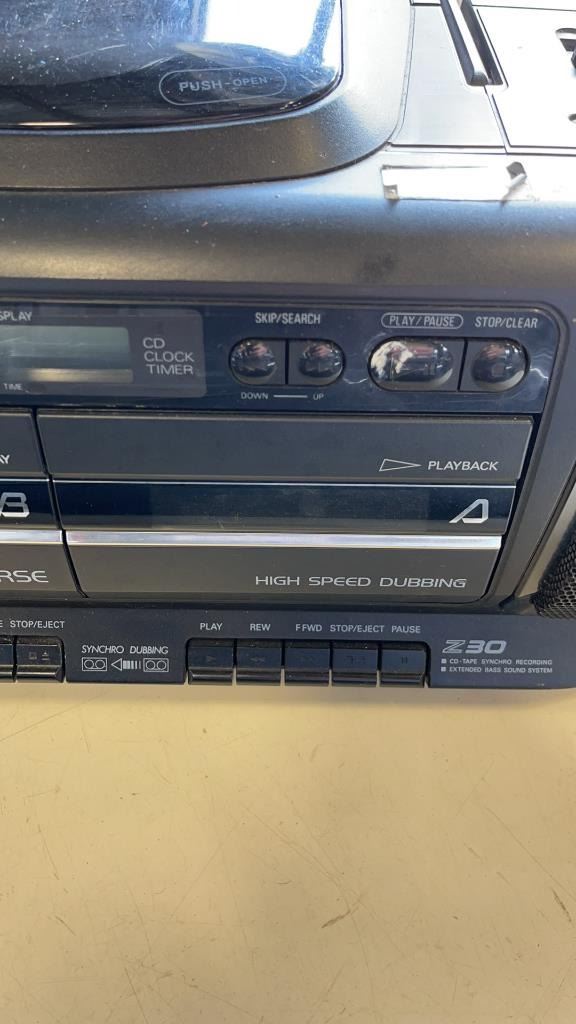 PUSH-OPEN
SKIP/SEARCH
PLAY/PAUSE
STOP/CLEAR
CD
CLOCK
TIMER
TIME
DOWN
UP
PLAYBACK
B
A
HIGH SPEED DUBBING
STOP/EJECT
SYNCHRO DUBBING
PLAY REW F FWD STOP/EJECT PAUSE
Z30
CD-TAPE SYNCHRO RECORDING
EXTENDED BASS SOUND SYSTEM